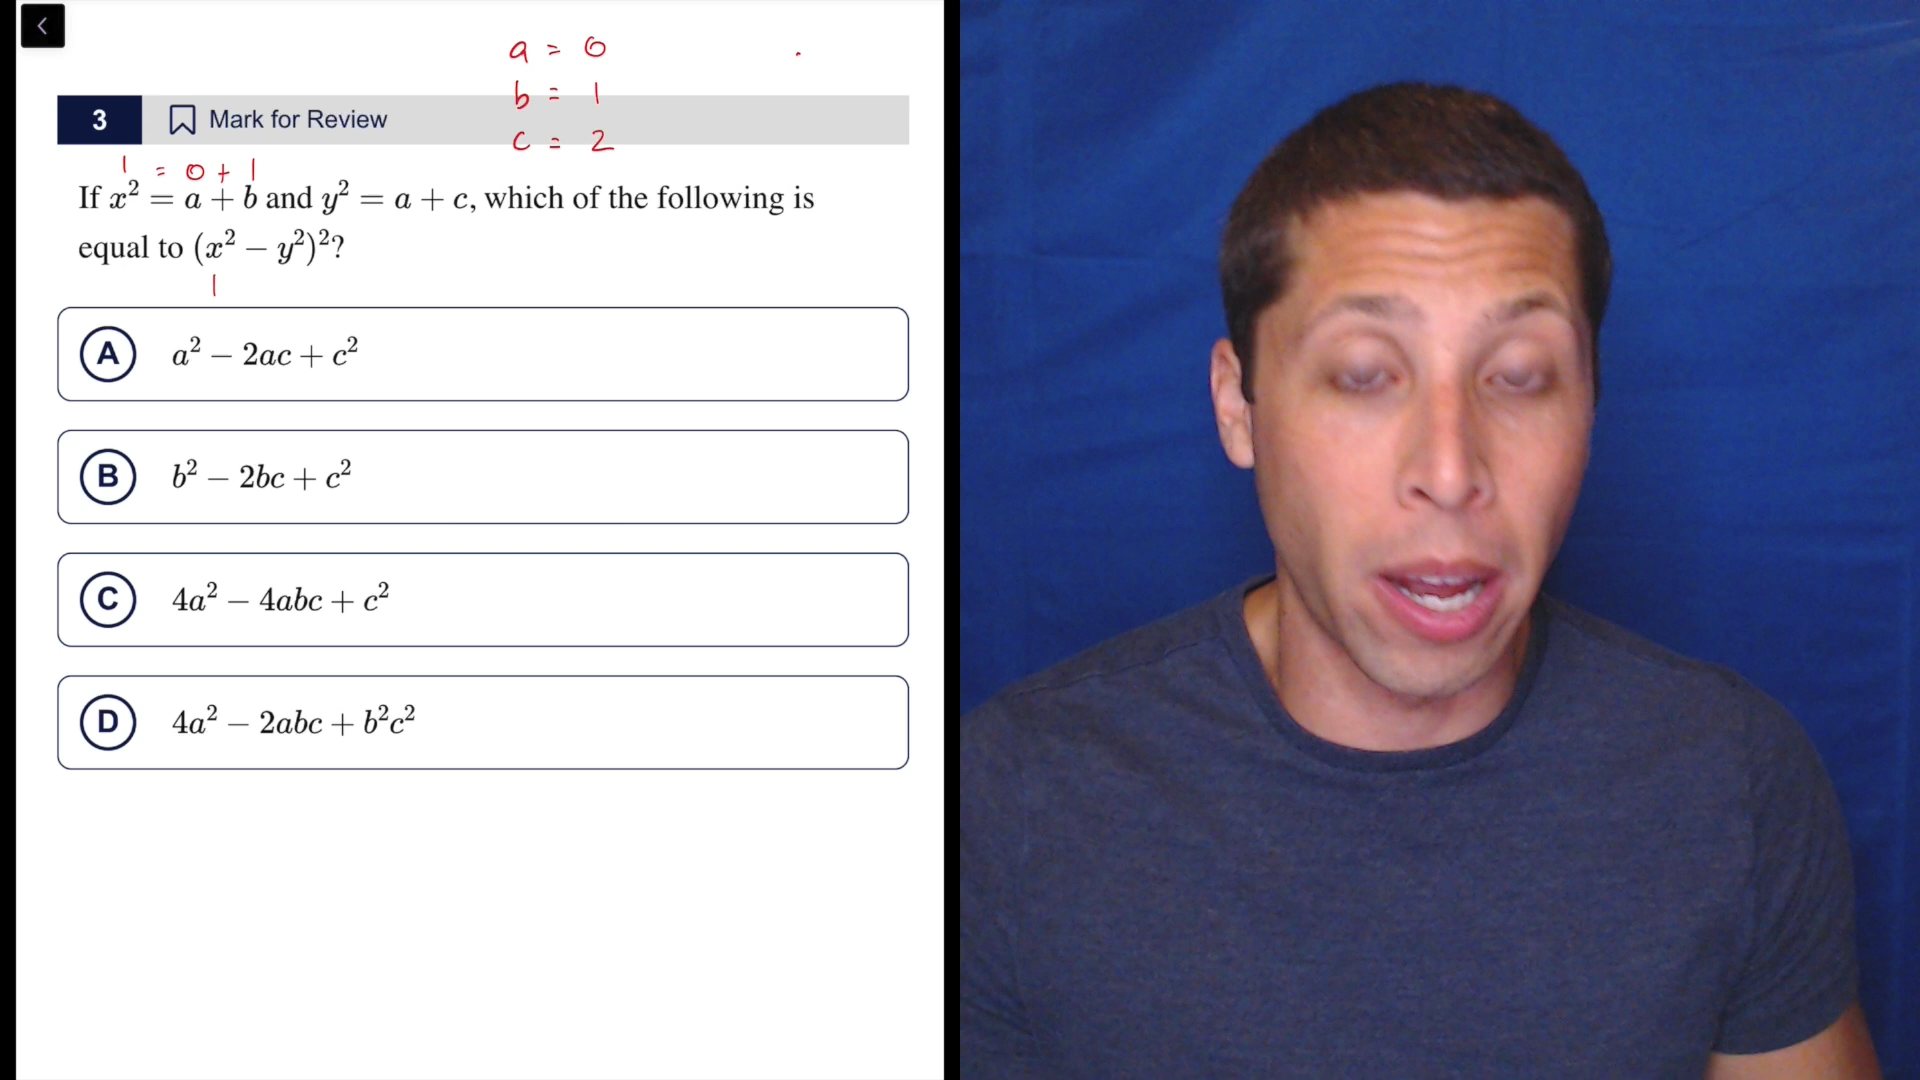 a = 0
b = 1
3 Mark for Review
c = 2
1 = 0 + 1
If x² = a + b and y² = a + c, which of the following is
equal to (x² − y²)²?
1
A a² − 2ac + c²
B b² − 2bc + c²
C 4a² − 4abc + c²
D 4a² − 2abc + b²c²